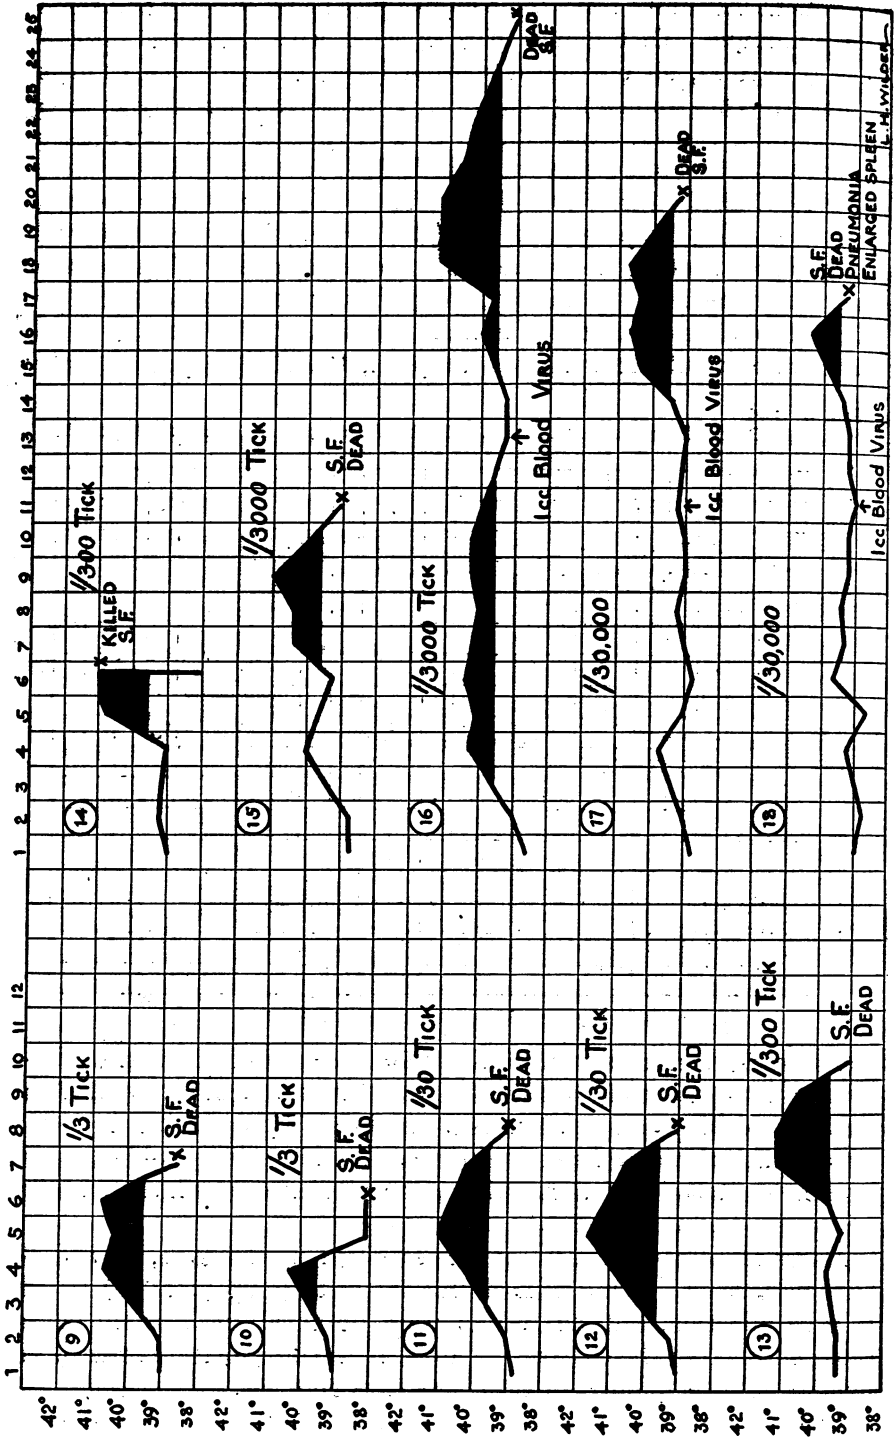 1 2 3 4 5 6 7 8 9 10 11 12
1 2 3 4 5 6 7 8 9 10 11 12 13 14 15 16 17 18 19 20 21 22 23 24 25
42°
41°
40°
39°
38°
9
1/3 TICK
X S.F.
DEAD
14
1/300 TICK
X KILLED
S.F.
41°
40°
39°
38°
10
1/3 TICK
S.F.
DEAD
X
15
1/3000 TICK
X S.F.
DEAD
42°
41°
40°
39°
38°
11
1/30 TICK
X S.F.
DEAD
16
1/3000 TICK
↑
1cc Blood VIRUS
X
DEAD
S.F.
42°
41°
40°
39°
38°
12
1/30 TICK
S.F.
X DEAD
17
1/30,000
↑
1cc Blood VIRUS
X DEAD
S.F.
42°
41°
40°
39°
38°
13
1/300 TICK
S.F.
DEAD
18
1/30,000
↑
1cc Blood VIRUS
S.F.
DEAD
X PNEUMONIA
ENLARGED SPLEEN
L.H. WILDER